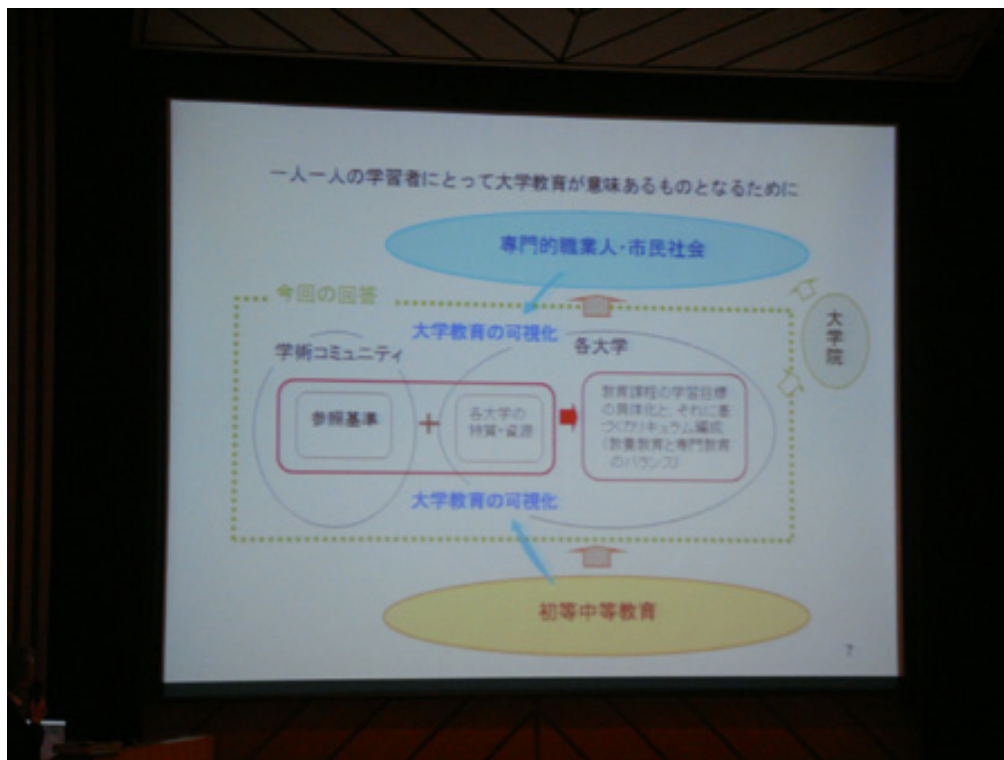 一人一人の学習者にとって大学教育が意味あるものとなるために
専門的職業人・市民社会
今回の回答
大学教育の可視化
学術コミュニティ
各大学
大学院
参照基準
+
各大学の
特質・資源
教育課程の学習目標
の具体化と、それに基
づくカリキュラム編成
(教養教育と専門教育
のバランス)
大学教育の可視化
初等中等教育
7